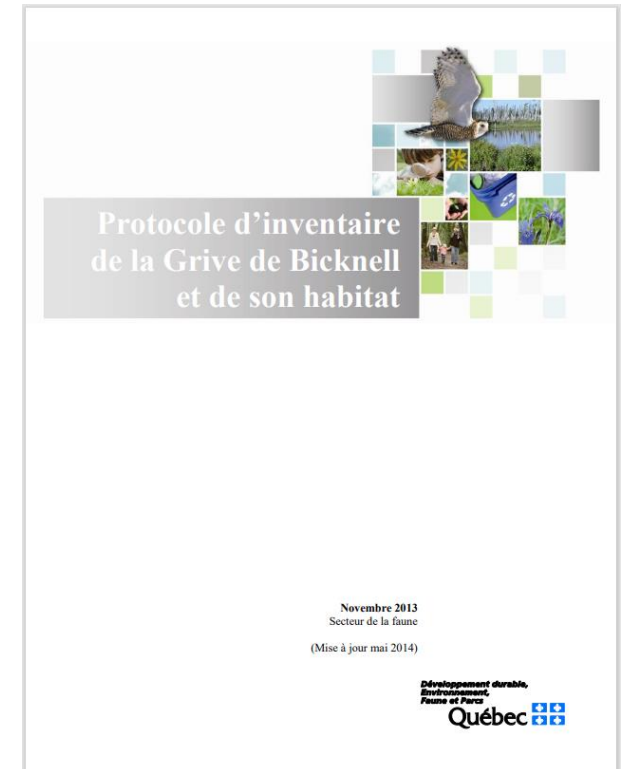 Protocole d'inventaire
de la Grive de Bicknell
et de son habitat
Novembre 2013
Secteur de la faune
(Mise à jour mai 2014)
Développement durable,
Environnement,
Faune et Parcs
Québec